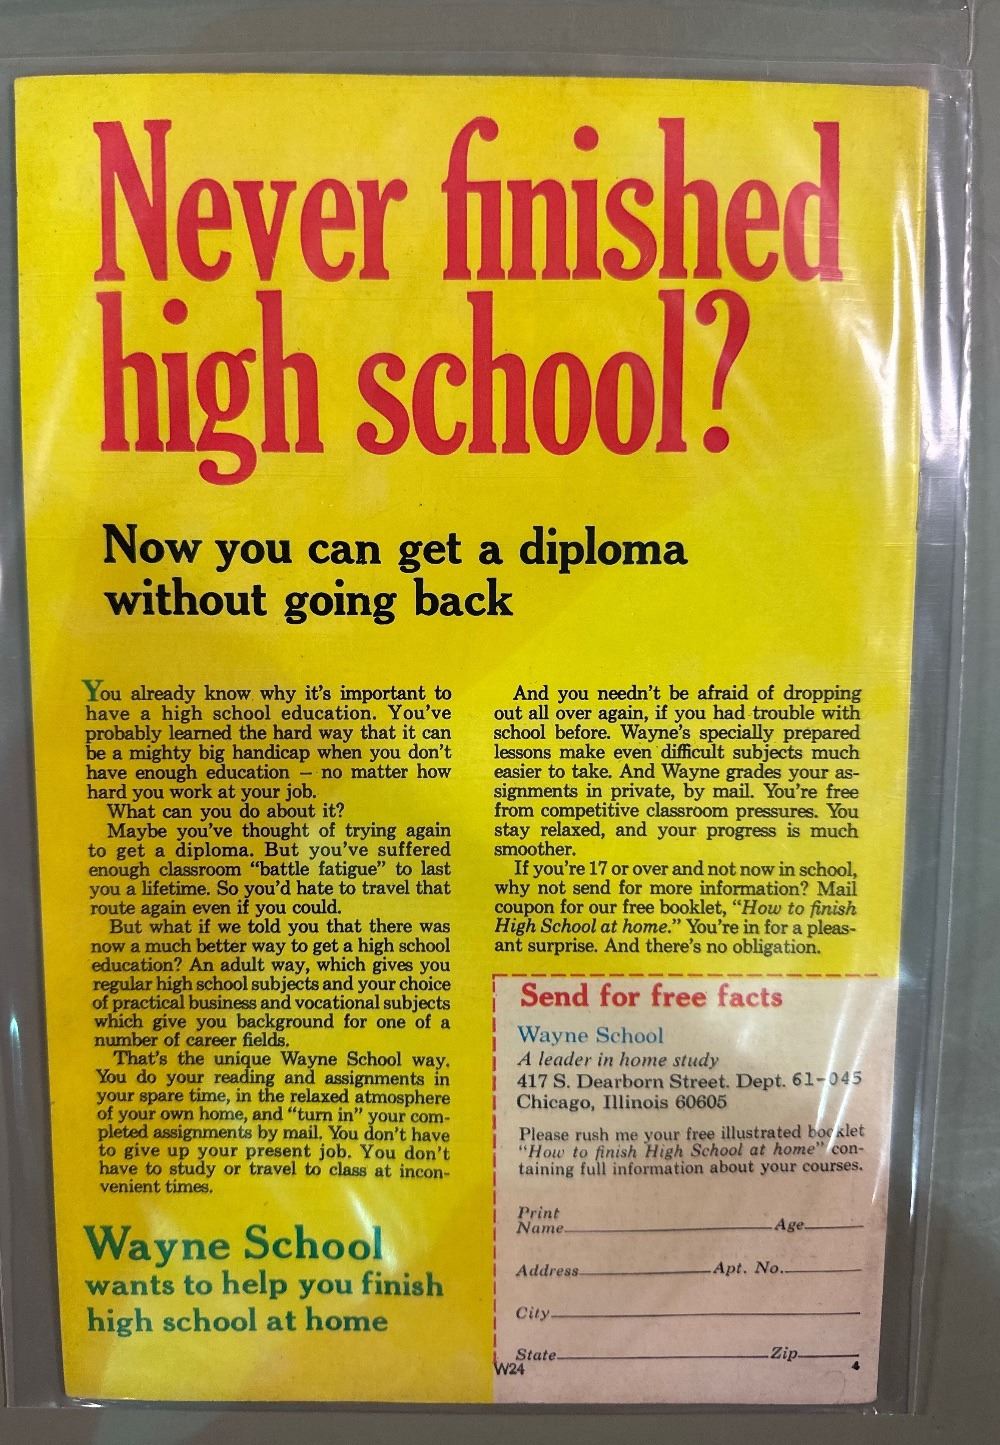 Never finished
high school?
Now you can get a diploma
without going back
You already know why it's important to
have a high school education. You've
probably learned the hard way that it can
be a mighty big handicap when you don't
have enough education — no matter how
hard you work at your job.
What can you do about it?
Maybe you've thought of trying again
to get a diploma. But you've suffered
enough classroom “battle fatigue” to last
you a lifetime. So you'd hate to travel that
route again even if you could.
But what if we told you that there was
now a much better way to get a high school
education? An adult way, which gives you
regular high school subjects and your choice
of practical business and vocational subjects
which give you background for one of a
number of career fields.
That's the unique Wayne School way.
You do your reading and assignments in
your spare time, in the relaxed atmosphere
of your own home, and “turn in” your com-
pleted assignments by mail. You don't have
to give up your present job. You don't
have to study or travel to class at incon-
venient times.
Wayne School
wants to help you finish
high school at home
And you needn't be afraid of dropping
out all over again, if you had trouble with
school before. Wayne's specially prepared
lessons make even difficult subjects much
easier to take. And Wayne grades your as-
signments in private, by mail. You're free
from competitive classroom pressures. You
stay relaxed, and your progress is much
smoother.
If you're 17 or over and not now in school,
why not send for more information? Mail
coupon for our free booklet, “How to finish
High School at home.” You're in for a pleas-
ant surprise. And there's no obligation.
Send for free facts
Wayne School
A leader in home study
417 S. Dearborn Street. Dept. 61-045
Chicago, Illinois 60605
Please rush me your free illustrated booklet
“How to finish High School at home” con-
taining full information about your courses.
Print
Name Age
Address Apt. No.
City
State Zip
W24 4